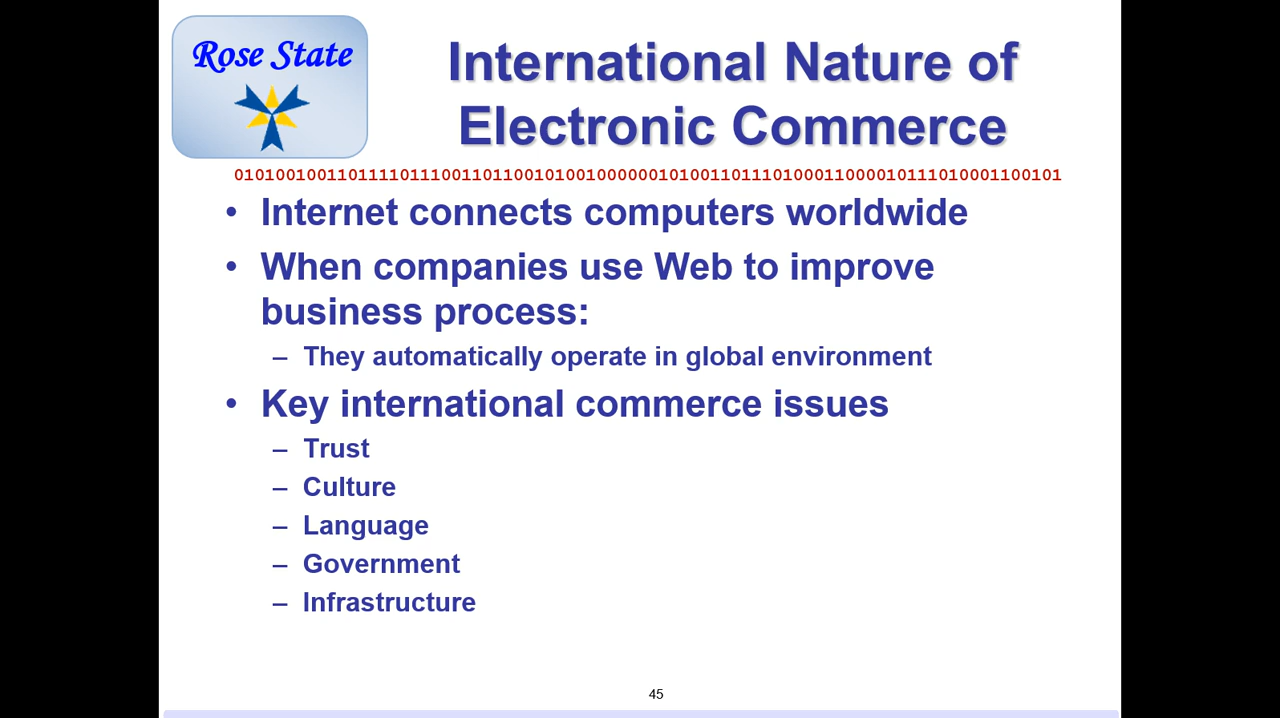 Rose State
International Nature of
Electronic Commerce
01010010011011110111001101100101001000000101001101110100011000010111010001100101
• Internet connects computers worldwide
• When companies use Web to improve
business process:
– They automatically operate in global environment
• Key international commerce issues
– Trust
– Culture
– Language
– Government
– Infrastructure
45